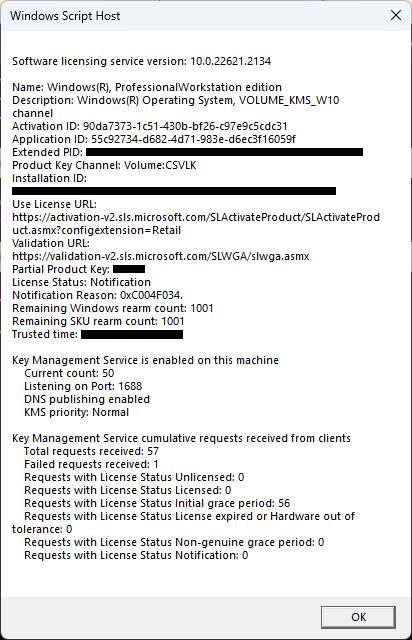 Windows Script Host
Software licensing service version: 10.0.22621.2134
Name: Windows(R), ProfessionalWorkstation edition
Description: Windows(R) Operating System, VOLUME_KMS_W10
channel
Activation ID: 90da7373-1c51-430b-bf26-c97e9c5cdc31
Application ID: 55c92734-d682-4d71-983e-d6ec3f16059f
Extended PID:
Product Key Channel: Volume:CSVLK
Installation ID:
Use License URL:
https://activation-v2.sls.microsoft.com/SLActivateProduct/SLActivateProd
uct.asmx?configextension=Retail
Validation URL:
https://validation-v2.sls.microsoft.com/SLWGA/slwga.asmx
Partial Product Key:
License Status: Notification
Notification Reason: 0xC004F034.
Remaining Windows rearm count: 1001
Remaining SKU rearm count: 1001
Trusted time:
Key Management Service is enabled on this machine
Current count: 50
Listening on Port: 1688
DNS publishing enabled
KMS priority: Normal
Key Management Service cumulative requests received from clients
Total requests received: 57
Failed requests received: 1
Requests with License Status Unlicensed: 0
Requests with License Status Licensed: 0
Requests with License Status Initial grace period: 56
Requests with License Status License expired or Hardware out of
tolerance: 0
Requests with License Status Non-genuine grace period: 0
Requests with License Status Notification: 0
OK